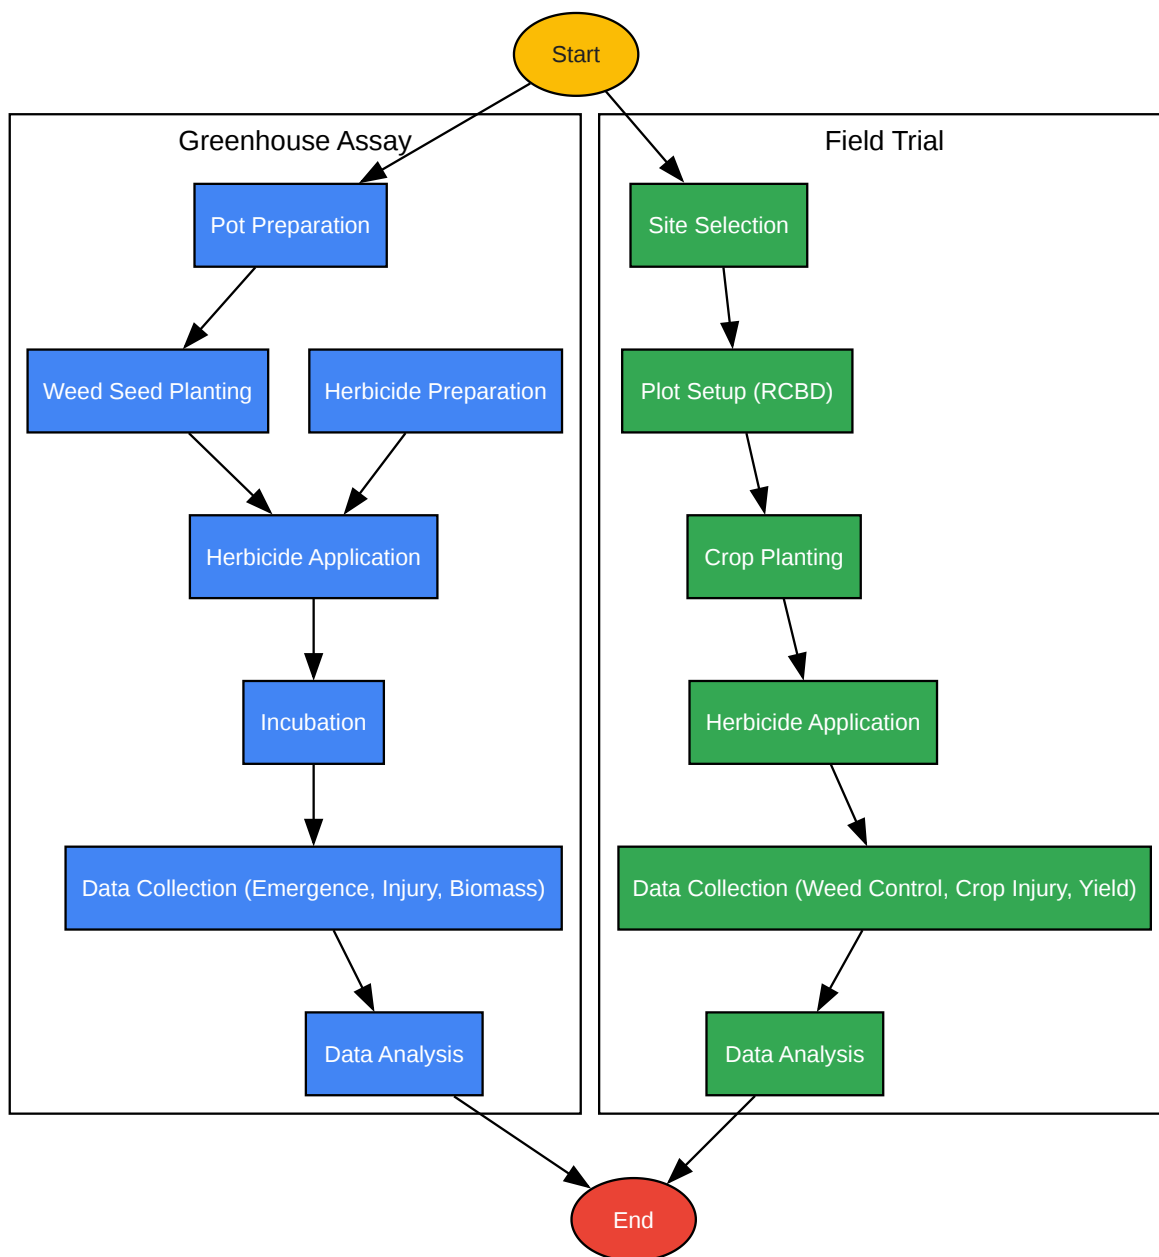 Start
Greenhouse Assay
Pot Preparation
Weed Seed Planting
Herbicide Preparation
Herbicide Application
Incubation
Data Collection (Emergence, Injury, Biomass)
Data Analysis
Field Trial
Site Selection
Plot Setup (RCBD)
Crop Planting
Herbicide Application
Data Collection (Weed Control, Crop Injury, Yield)
Data Analysis
End